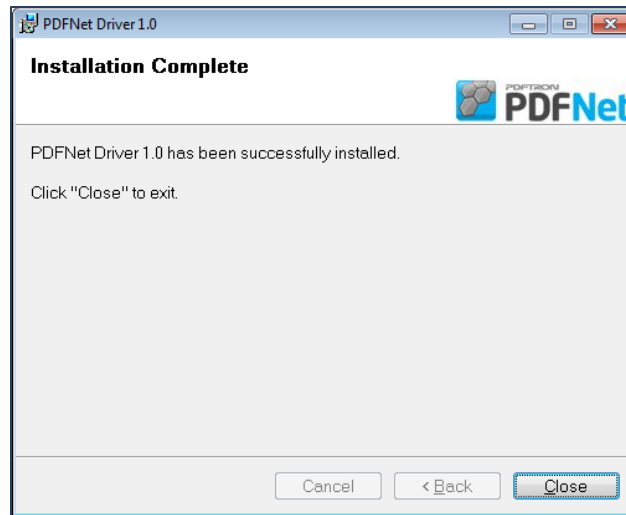 PDFNet Driver 1.0
Installation Complete
PDFTRON
PDFNet
PDFNet Driver 1.0 has been successfully installed.
Click "Close" to exit.
Cancel
< Back
Close